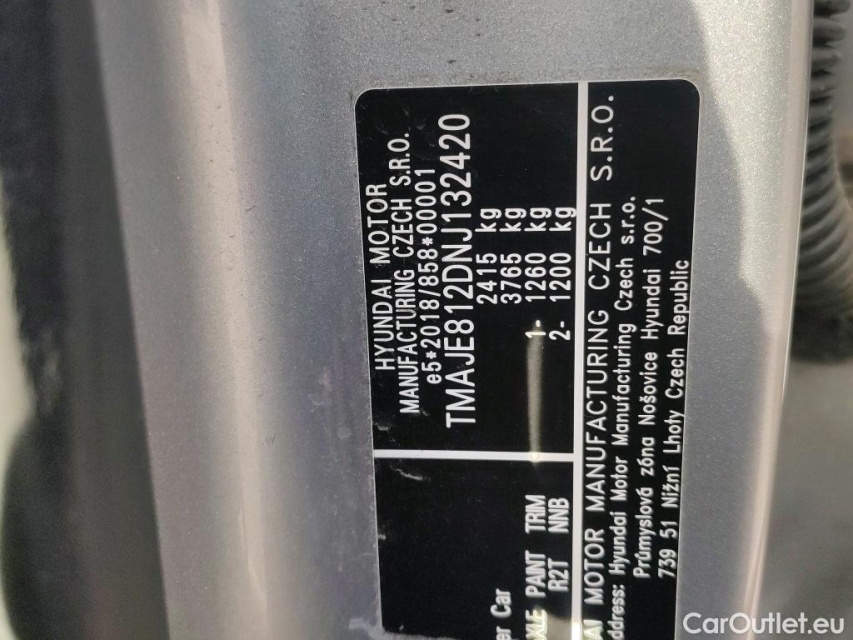 HYUNDAI MOTOR
MANUFACTURING CZECH S.R.O.
e5*2018/858*00001
TMAJE812DNJ132420
2415 kg
3765 kg
1- 1260 kg
2- 1200 kg
Car
PAINT TRIM
R2T NNB
MOTOR MANUFACTURING CZECH S.R.O.
Hyundai Motor Manufacturing Czech s.r.o.
Průmyslová zóna Nošovice Hyundai 700/1
739 51 Nižní Lhoty Czech Republic
CarOutlet.eu